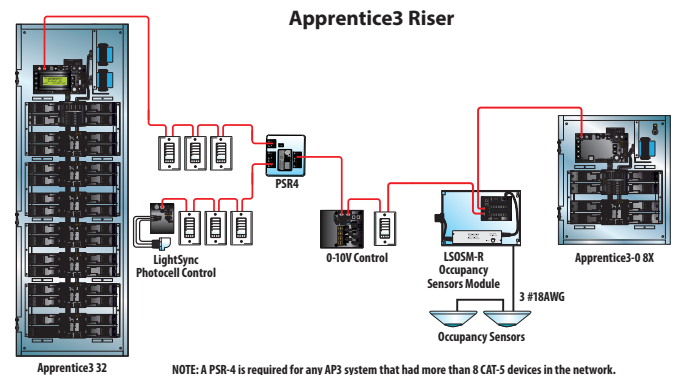 Apprentice3 Riser
PSR4
LightSync
Photocell Control
0-10V Control
LSOSM-R
Occupancy
Sensors Module
Apprentice3-0 8X
3 #18AWG
Occupancy Sensors
Apprentice3 32
NOTE: A PSR-4 is required for any AP3 system that had more than 8 CAT-5 devices in the network.